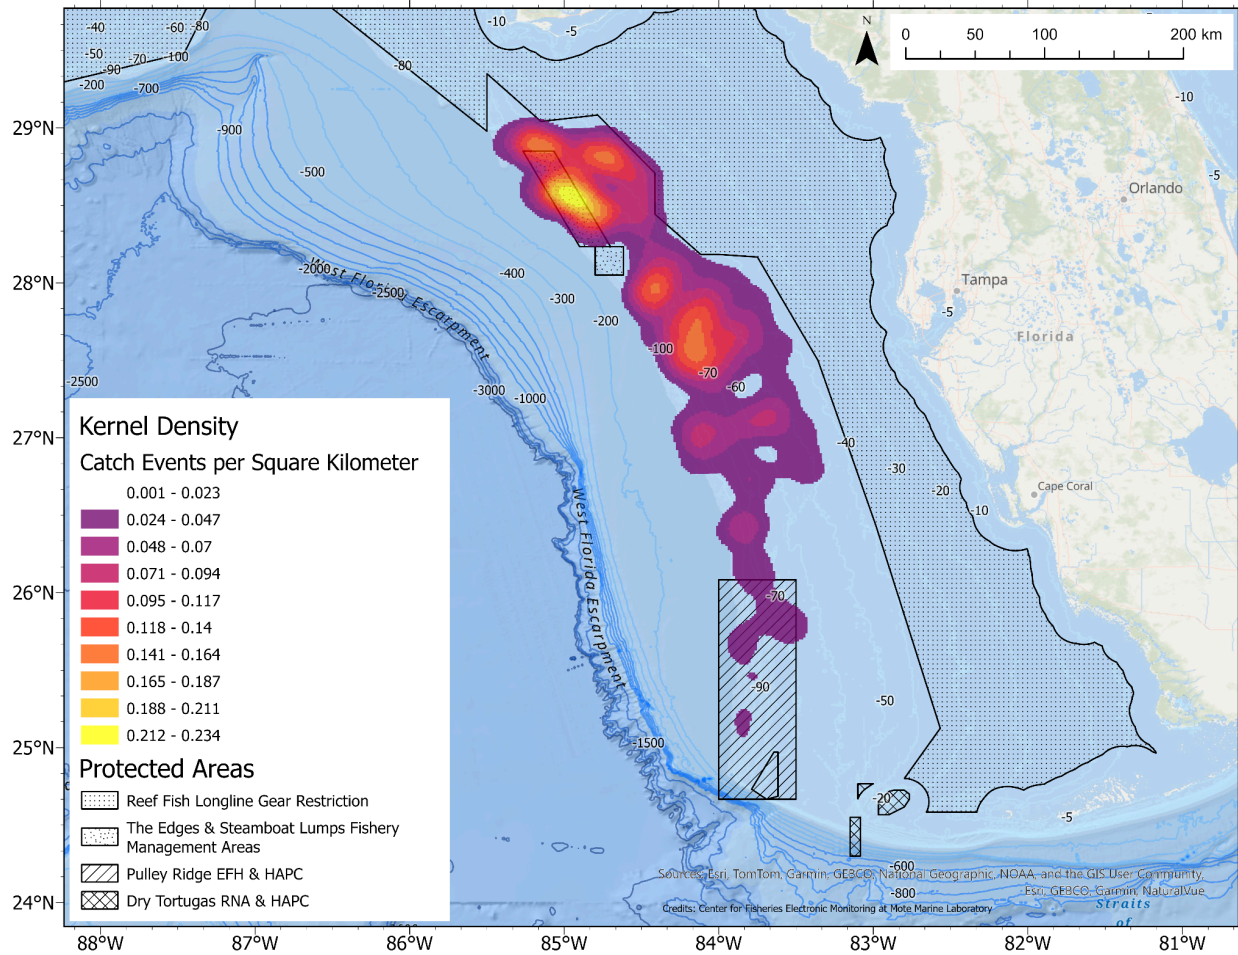 -40
-60
-80
-10
-5
N
0
50
100
200 km
-50
-70
-100
-90
-200
-700
-80
-10
29°N
-900
-500
-5
Orlando
28°N
West Florida Escarpment
-2000
-2500
-400
-300
-200
Tampa
-5
Florida
-100
-70
-60
-2500
-3000
-1000
27°N
-40
-30
-20
-10
Cape Coral
West Florida Escarpment
26°N
-70
-90
-50
25°N
-1500
-20
-5
24°N
-600
-800
Kernel Density
Catch Events per Square Kilometer
0.001 - 0.023
0.024 - 0.047
0.048 - 0.07
0.071 - 0.094
0.095 - 0.117
0.118 - 0.14
0.141 - 0.164
0.165 - 0.187
0.188 - 0.211
0.212 - 0.234
Protected Areas
Reef Fish Longline Gear Restriction
The Edges & Steamboat Lumps Fishery
Management Areas
Pulley Ridge EFH & HAPC
Dry Tortugas RNA & HAPC
Sources: Esri, TomTom, Garmin, GEBCO, National Geographic, NOAA, and the GIS User Community,
Esri, GEBCO, Garmin, NaturalVue
Credits: Center for Fisheries Electronic Monitoring at Mote Marine Laboratory
Straits
of
88°W
87°W
86°W
85°W
84°W
83°W
82°W
81°W